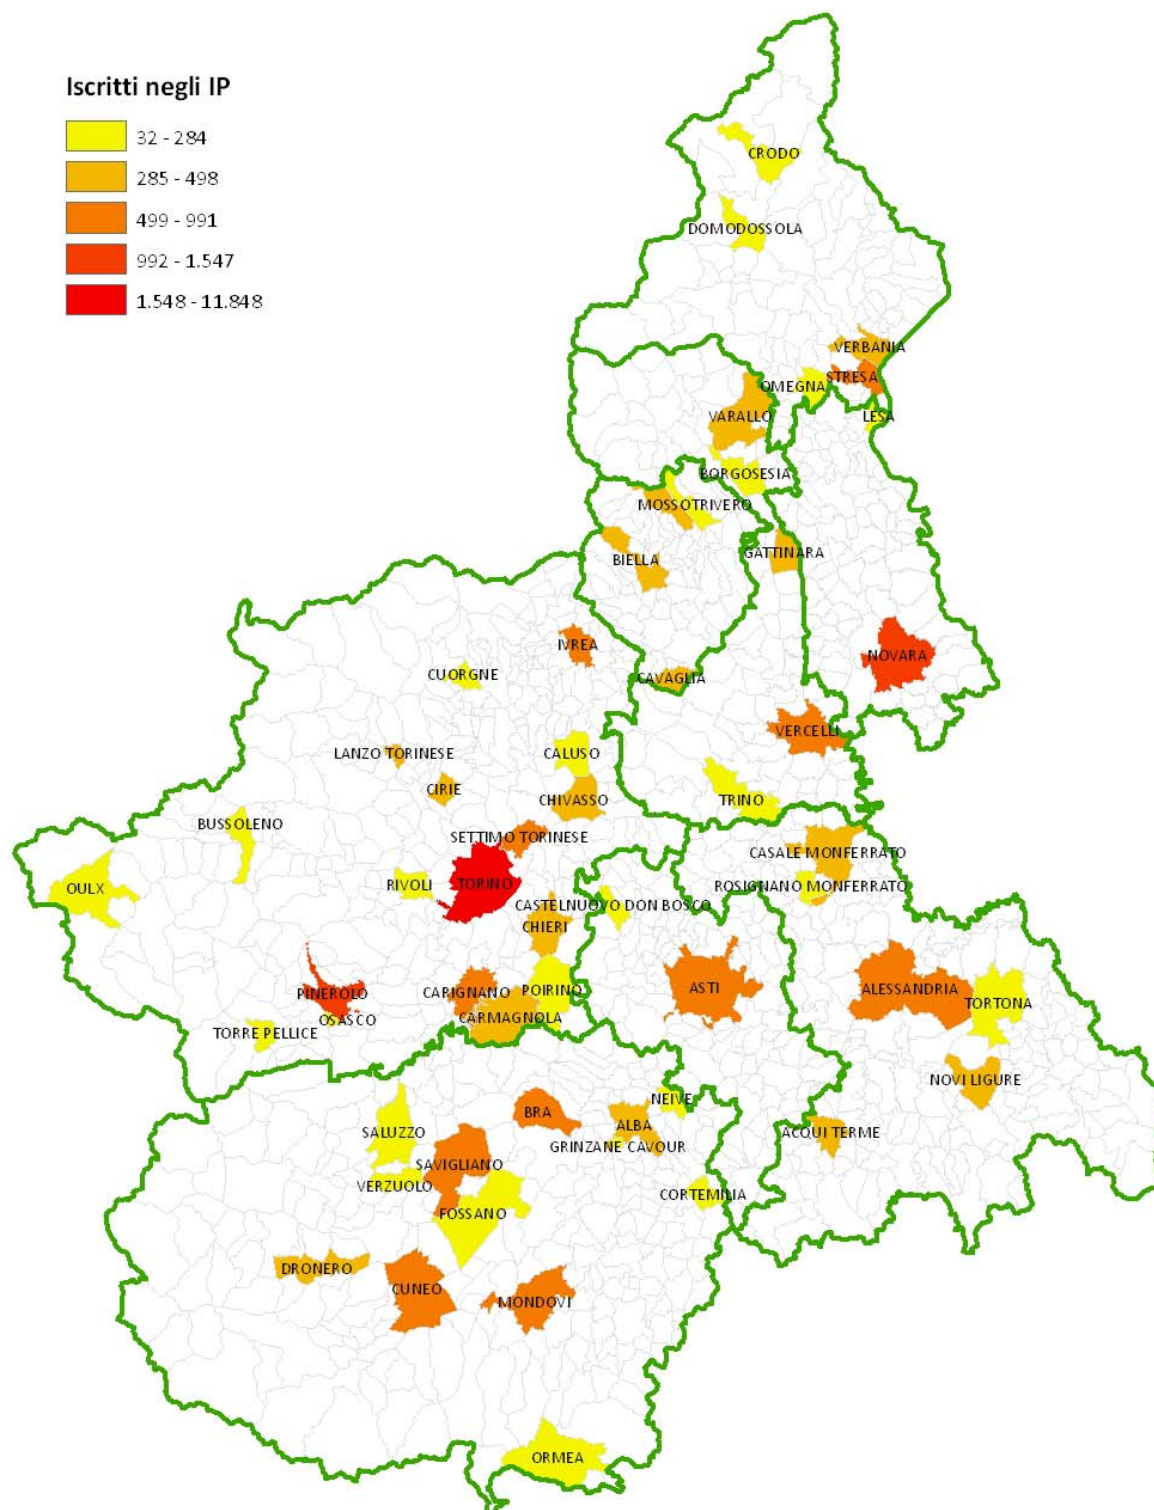 Iscritti negli IP
32 - 284
285 - 498
499 - 991
992 - 1.547
1.548 - 11.848
CRODO
DOMODOSSOLA
VERBANIA
STRESA
OMEGNA
VARALLO
LESA
BORGOSESIA
MOSSOTRIVERO
GATTINARA
BIELLA
IVREA
NOVARA
CUORGNE
CAVAGLIA
VERCELLI
LANZO TORINESE
CALUSO
CIRIE
CHIVASSO
TRINO
BUSSOLENO
SETTIMO TORINESE
CASALE MONFERRATO
OULX
RIVOLI
TORINO
ROSIGNANO MONFERRATO
CASTELNUOVO DON BOSCO
CHIERI
PINEROLO
CARIGNANO
POIRINO
ASTI
ALESSANDRIA
TORTONA
OSASCO
CARMAGNOLA
TORRE PELLICE
NOVI LIGURE
NEIVE
BRA
ALBA
SALUZZO
ACQUI TERME
GRINZANE CAVOUR
SAVIGLIANO
VERZUOLO
CORTEMILIA
FOSSANO
DRONERO
CUNEO
MONDOVI
ORMEA